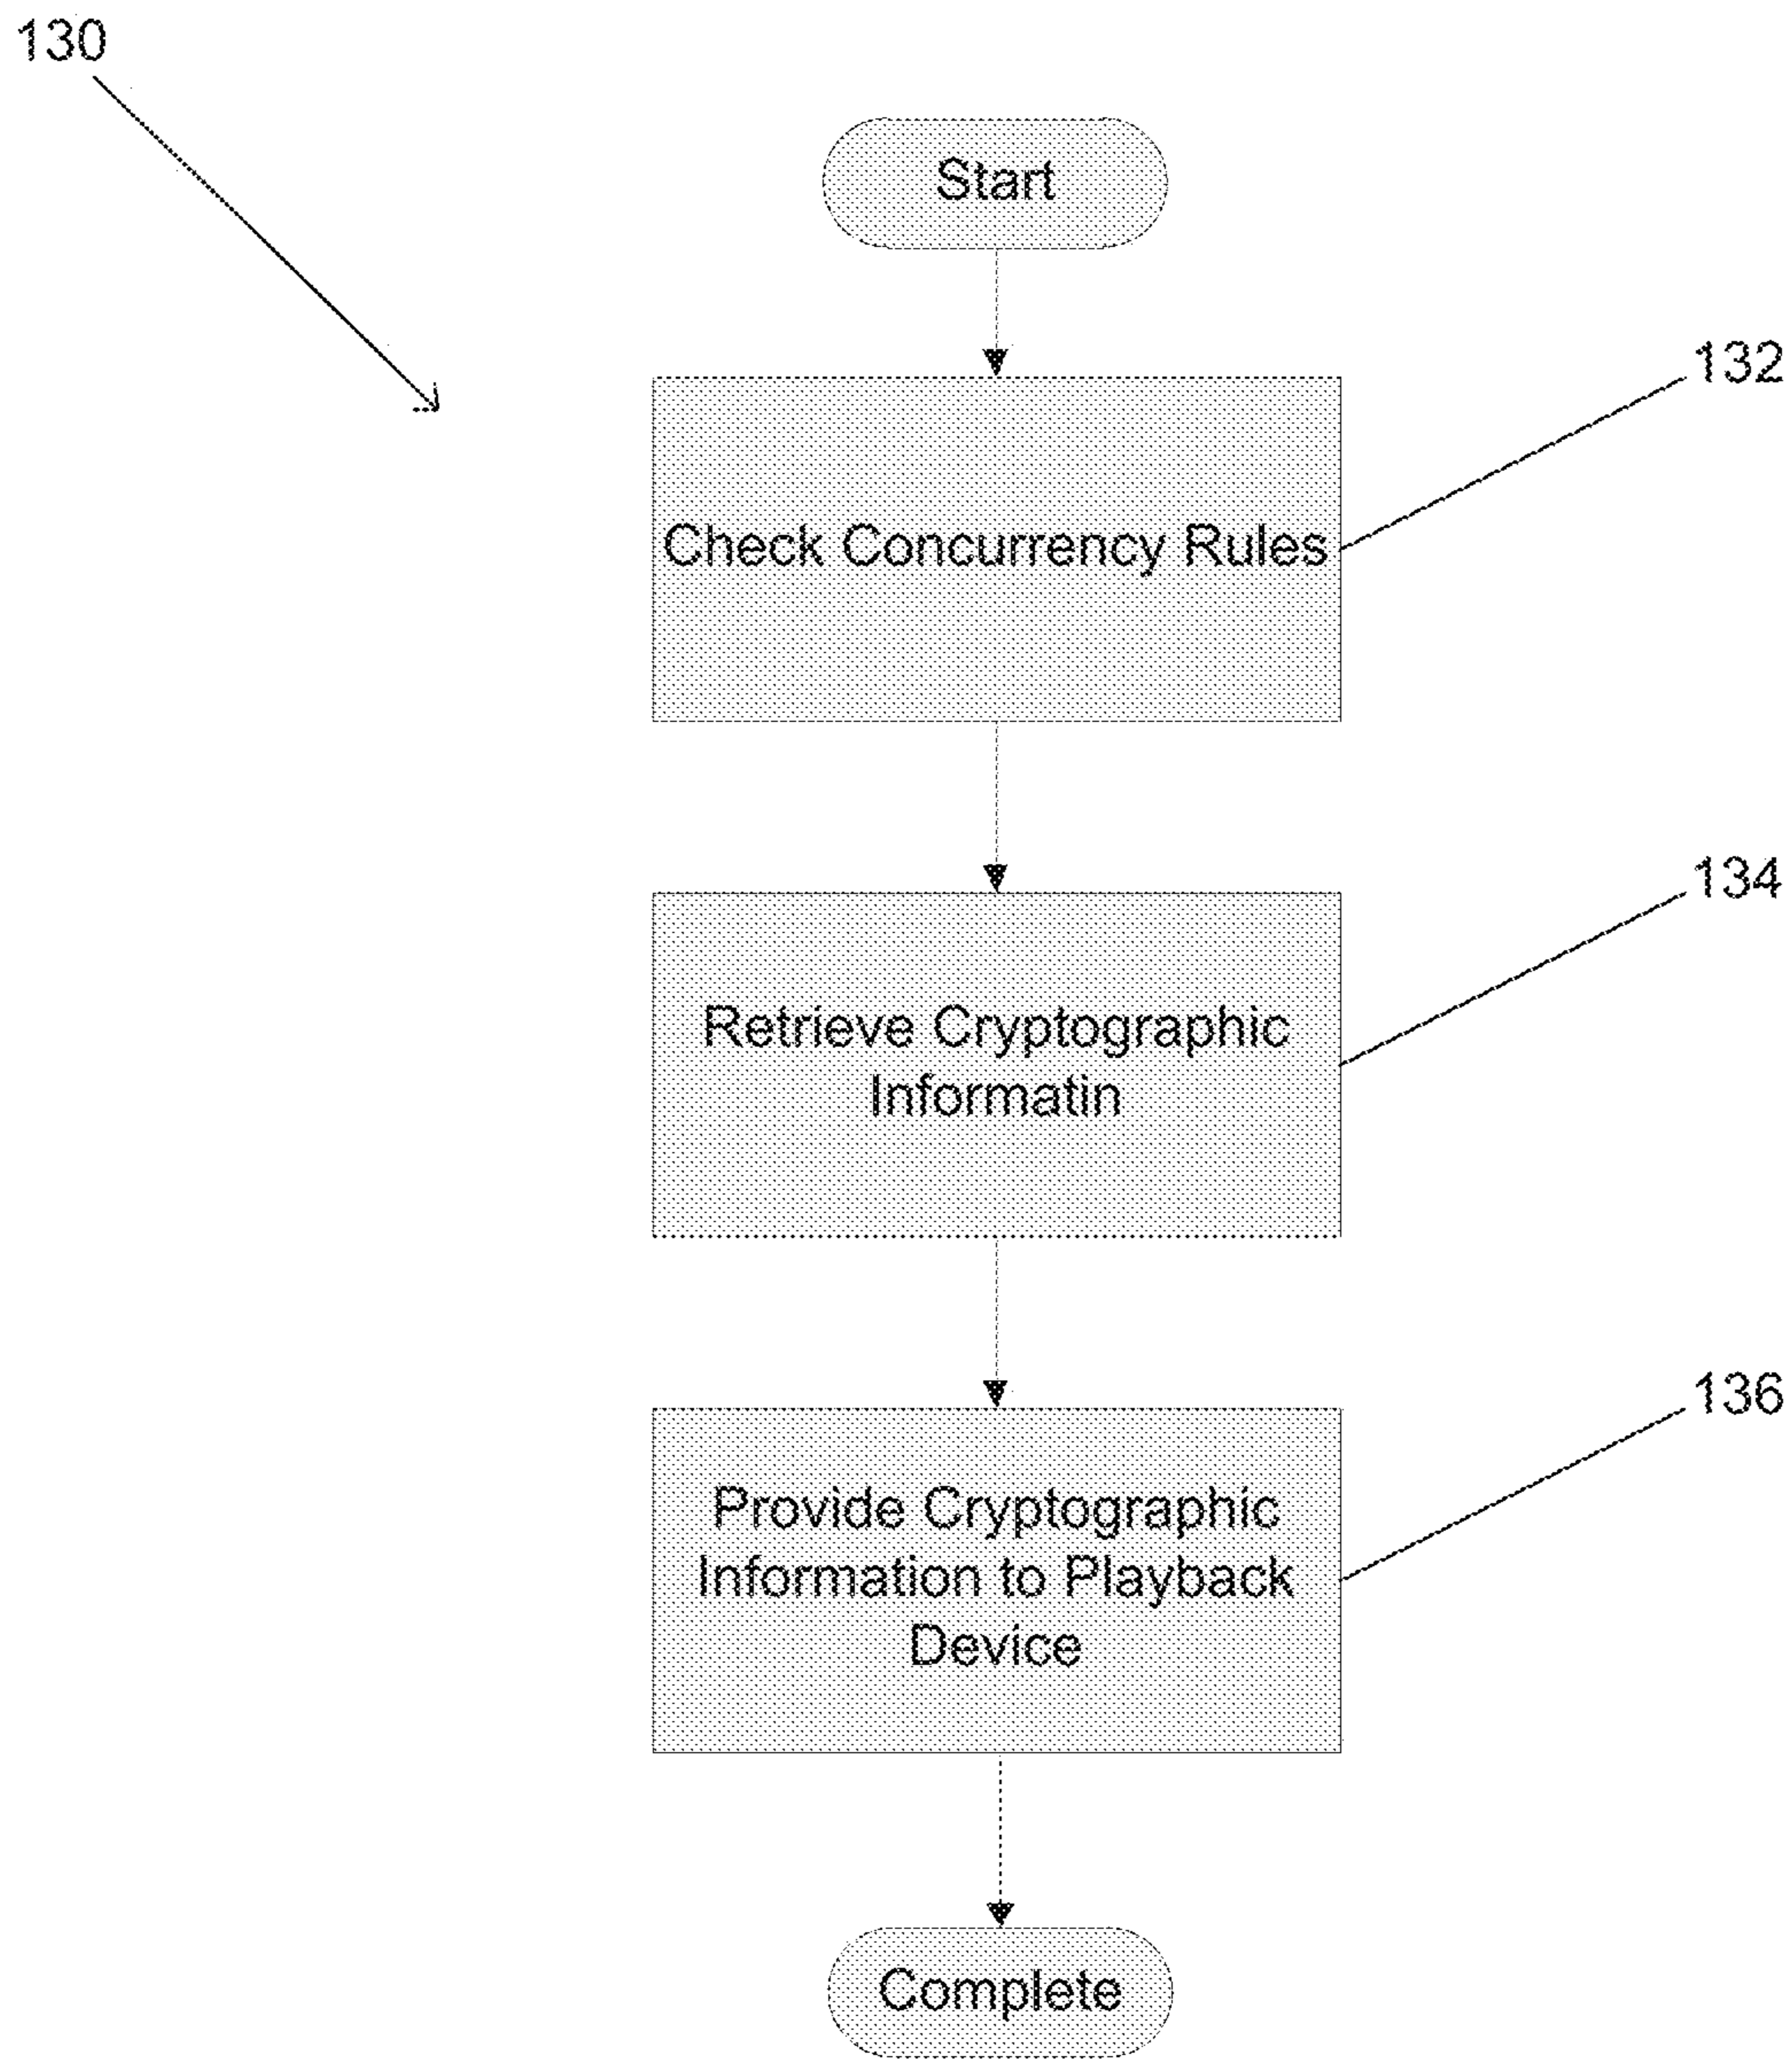 130
Start
132
Check Concurrency Rules
134
Retrieve Cryptographic
Informatin
136
Provide Cryptographic
Information to Playback
Device
Complete